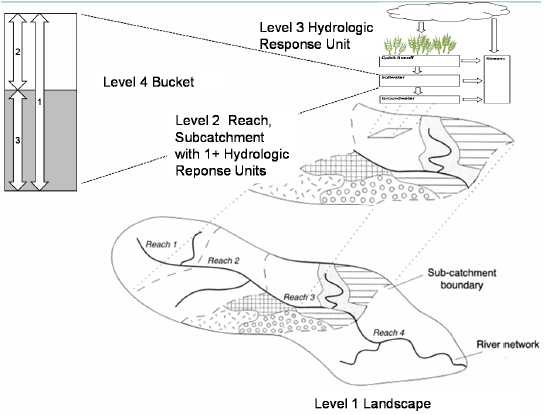 Level 3 Hydrologic
Response Unit
Quick Runoff
Stream
Soilwater
Groundwater
2
1
3
Level 4 Bucket
Level 2 Reach,
Subcatchment
with 1+ Hydrologic
Reponse Units
Reach 1
Reach 2
Reach 3
Reach 4
Sub-catchment
boundary
River network
Level 1 Landscape